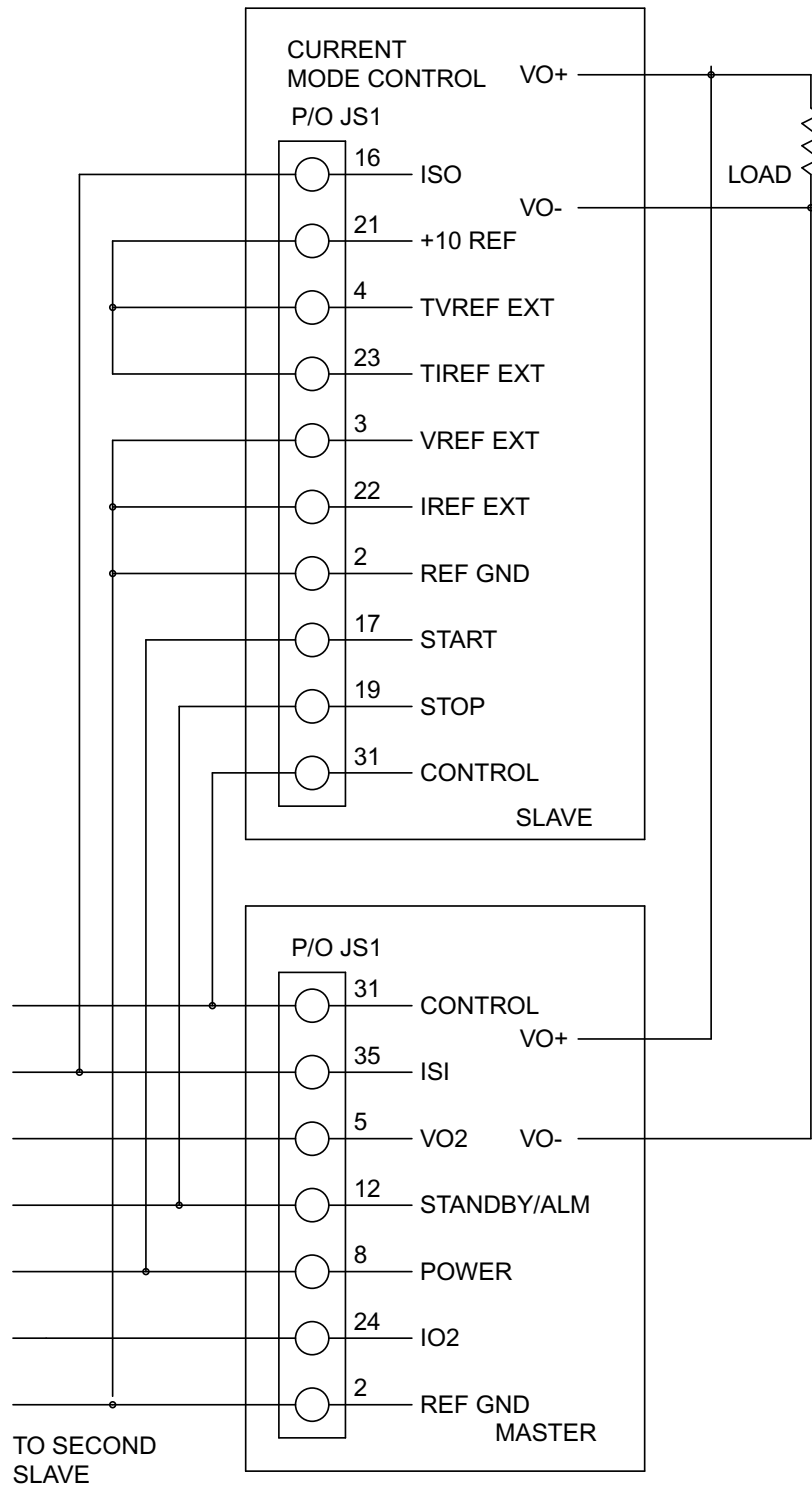 CURRENT
MODE CONTROL
VO+
P/O JS1
16
ISO
LOAD
VO-
21
+10 REF
4
TVREF EXT
23
TIREF EXT
3
VREF EXT
22
IREF EXT
2
REF GND
17
START
19
STOP
31
CONTROL
SLAVE
P/O JS1
31
CONTROL
VO+
35
ISI
5
VO2
VO-
12
STANDBY/ALM
8
POWER
24
IO2
2
REF GND
MASTER
TO SECOND
SLAVE